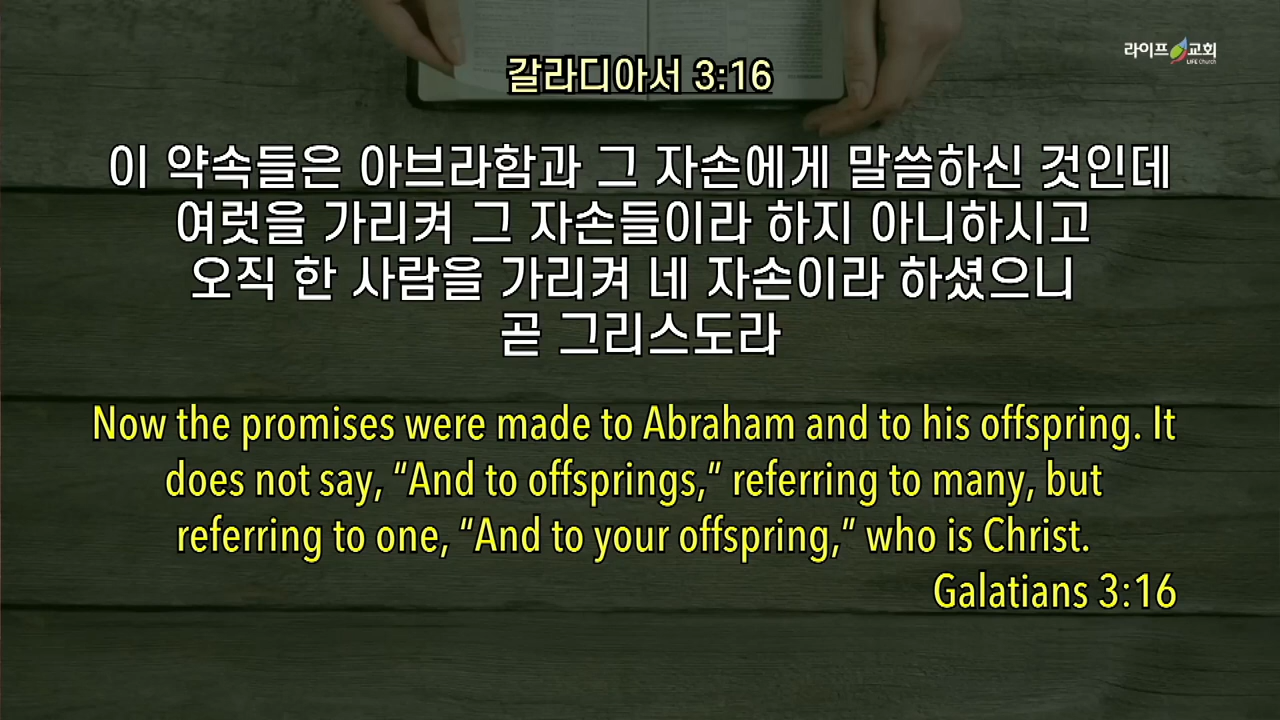 라이프 교회
LIFE Church
갈라디아서 3:16
이 약속들은 아브라함과 그 자손에게 말씀하신 것인데
여럿을 가리켜 그 자손들이라 하지 아니하시고
오직 한 사람을 가리켜 네 자손이라 하셨으니
곧 그리스도라
Now the promises were made to Abraham and to his offspring. It
does not say, “And to offsprings,” referring to many, but
referring to one, “And to your offspring,” who is Christ.
Galatians 3:16